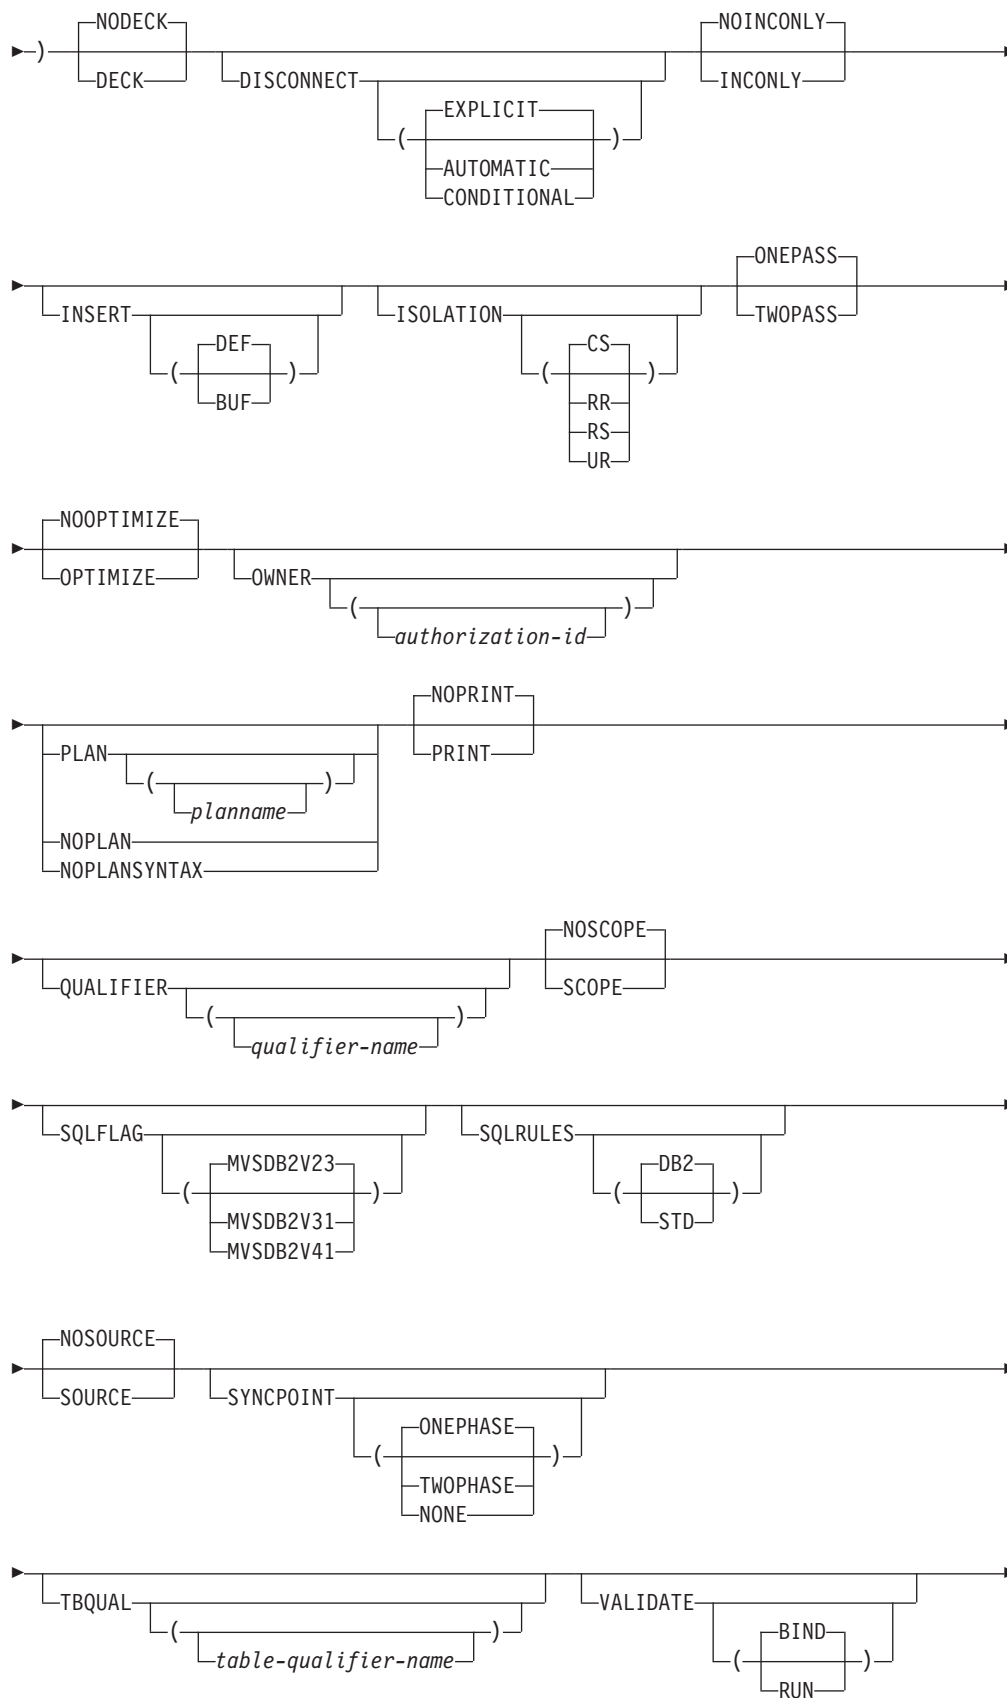 NODECK NOINCONLY
) DECK DISCONNECT INCONLY
EXPLICIT
( )
AUTOMATIC
CONDITIONAL
ONEPASS
INSERT ISOLATION TWOPASS
DEF CS
( ) ( )
BUF RR
RS
UR
NOOPTIMIZE
OPTIMIZE OWNER
( )
authorization-id
NOPRINT
PLAN PRINT
( )
planname
NOPLAN
NOPLANSYNTAX
NOSCOPE
QUALIFIER SCOPE
( )
qualifier-name
SQLFLAG SQLRULES
MVSDB2V23 DB2
( ) ( )
MVSDB2V31 STD
MVSDB2V41
NOSOURCE
SOURCE SYNCPOINT
ONEPHASE
( )
TWOPHASE
NONE
TBQUAL VALIDATE
( ) BIND
table-qualifier-name ( )
RUN